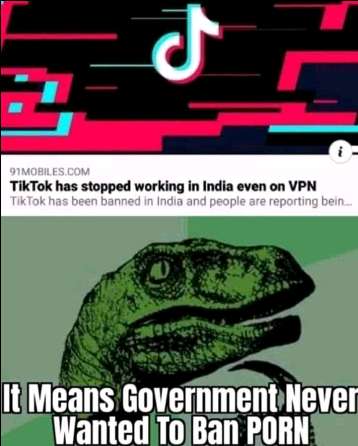 91MOBILES.COM
TikTok has stopped working in India even on VPN
TikTok has been banned in India and people are reporting bein...
It Means Government Never
Wanted To Ban PORN